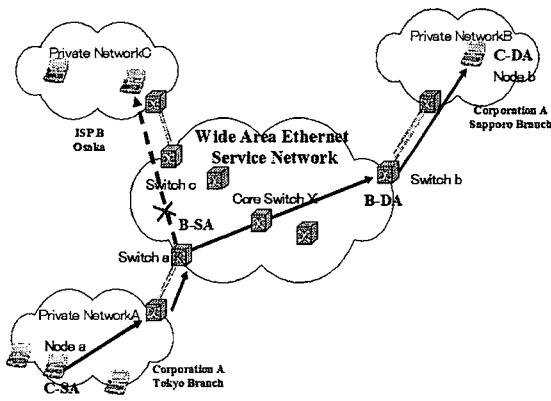 Private NetworkC
Private NetworkB
C-DA
Node b
ISP B
Osaka
Corporation A
Sapporo Branch
Wide Area Ethernet
Service Network
Switch c
Switch b
Core Switch X
B-DA
B-SA
Switch a
Private NetworkA
Node a
C-SA
Corporation A
Tokyo Branch